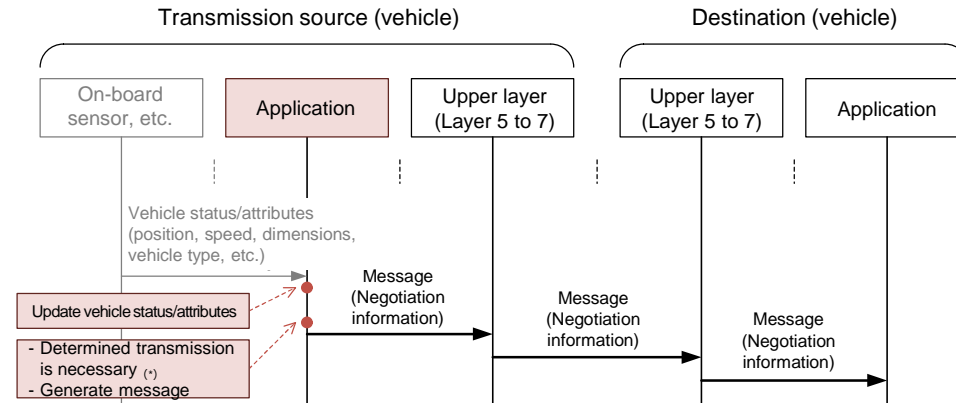 Transmission source (vehicle)
Destination (vehicle)
On-board
sensor, etc.
Application
Upper layer
(Layer 5 to 7)
Upper layer
(Layer 5 to 7)
Application
Vehicle status/attributes
(position, speed, dimensions,
vehicle type, etc.)
Update vehicle status/attributes
- Determined transmission
is necessary (*)
- Generate message
Message
(Negotiation
information)
Message
(Negotiation
information)
Message
(Negotiation
information)